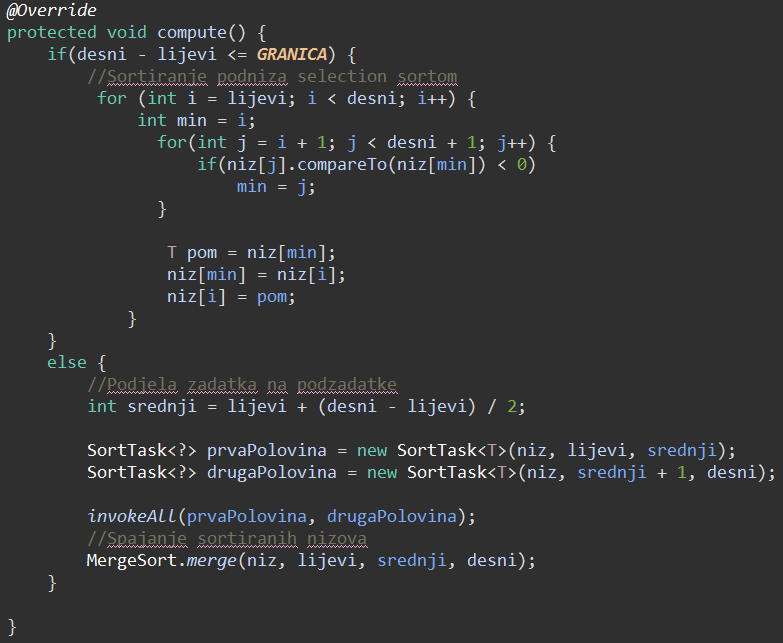 @Override
protected void compute() {
    if(desni - lijevi <= GRANICA) {
        //Sortiranje podniza selection sortom
         for (int i = lijevi; i < desni; i++) {
             int min = i;
               for(int j = i + 1; j < desni + 1; j++) {
                   if(niz[j].compareTo(niz[min]) < 0)
                       min = j;
               }

                T pom = niz[min];
                niz[min] = niz[i];
                niz[i] = pom;
            }
    }
    else {
        //Podjela zadatka na podzadatke
        int srednji = lijevi + (desni - lijevi) / 2;

        SortTask<?> prvaPolovina = new SortTask<T>(niz, lijevi, srednji);
        SortTask<?> drugaPolovina = new SortTask<T>(niz, srednji + 1, desni);

        invokeAll(prvaPolovina, drugaPolovina);
        //Spajanje sortiranih nizova
        MergeSort.merge(niz, lijevi, srednji, desni);
    }

}